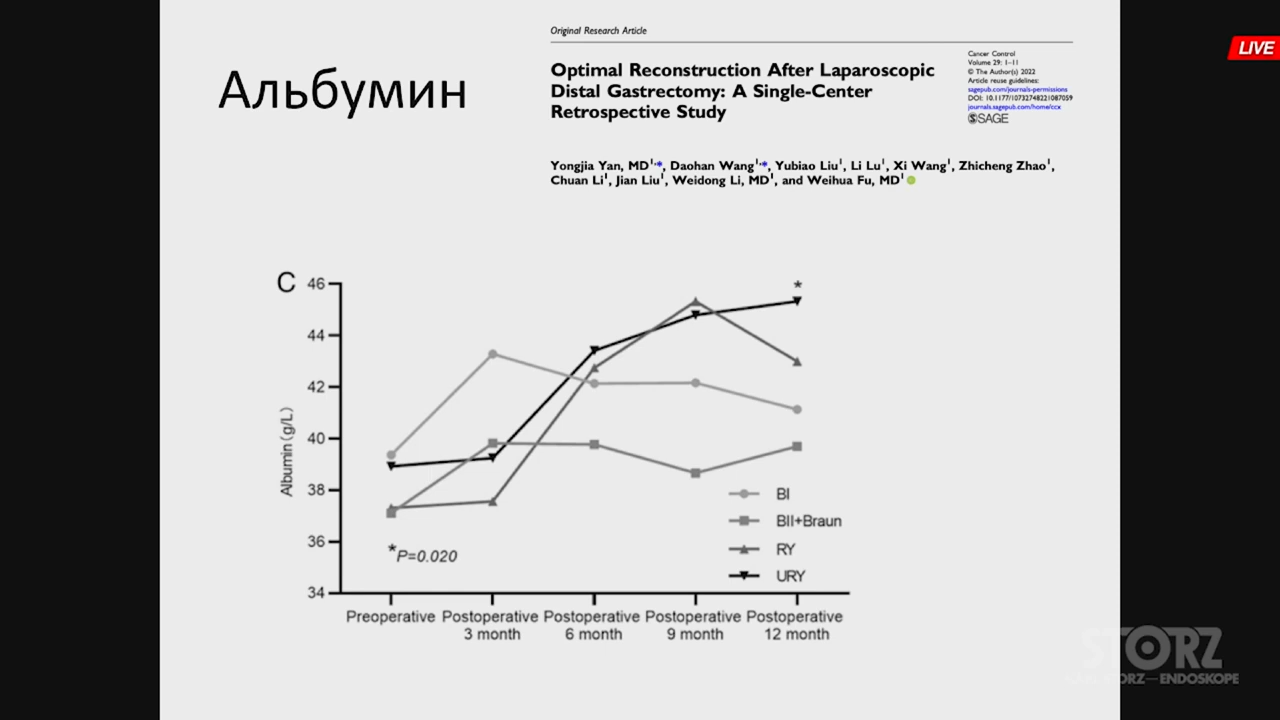 LIVE
Альбумин
Original Research Article
Optimal Reconstruction After Laparoscopic
Distal Gastrectomy: A Single-Center
Retrospective Study
Cancer Control
Volume 29: 1–11
© The Author(s) 2022
Article reuse guidelines:
sagepub.com/journals-permissions
DOI: 10.1177/10732748221087059
journals.sagepub.com/home/ccx
SAGE
Yongjia Yan, MD1,*, Daohan Wang1,*, Yubiao Liu1, Li Lu1, Xi Wang1, Zhicheng Zhao1,
Chuan Li1, Jian Liu1, Weidong Li, MD1, and Weihua Fu, MD1
C
Albumin (g/L)
46
44
42
40
38
36
34
*
*P=0.020
BI
BII+Braun
RY
URY
Preoperative
Postoperative
3 month
Postoperative
6 month
Postoperative
9 month
Postoperative
12 month
STORZ
STORZ—ENDOSKOPE